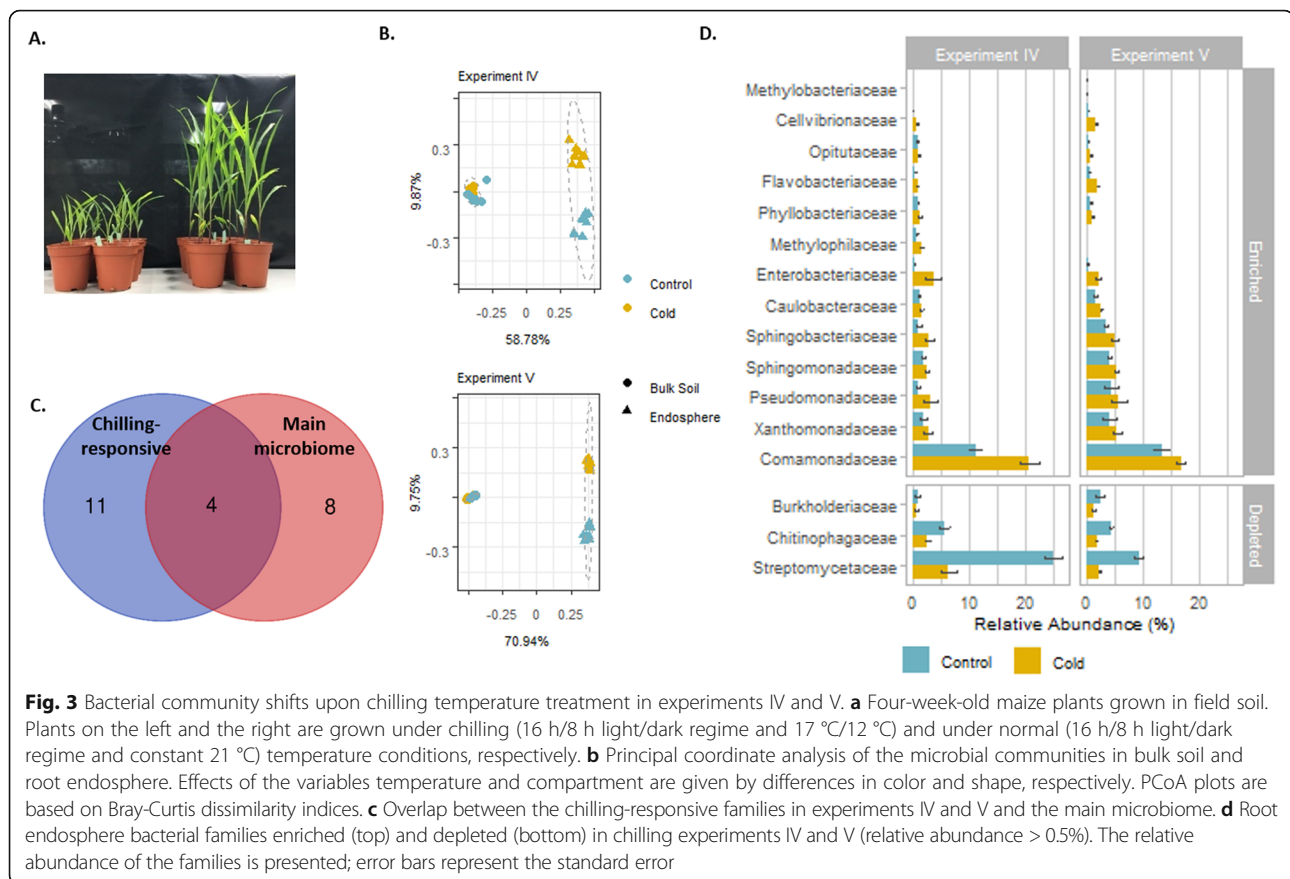 A.
B.
Experiment IV
0.3
-0.3
9.87%
-0.25 0 0.25
58.78%
Control
Cold
Bulk Soil
Endosphere
Experiment V
0.3
-0.3
9.75%
-0.25 0 0.25
70.94%
C.
Chilling-
responsive
Main
microbiome
11
4
8
D.
Experiment IV
Experiment V
Methylobacteriaceae
Cellvibrionaceae
Opitutaceae
Flavobacteriaceae
Phyllobacteriaceae
Methylophilaceae
Enterobacteriaceae
Caulobacteraceae
Sphingobacteriaceae
Sphingomonadaceae
Pseudomonadaceae
Xanthomonadaceae
Comamonadaceae
Enriched
Burkholderiaceae
Chitinophagaceae
Streptomycetaceae
Depleted
0 10 20 0 10 20
Relative Abundance (%)
Control Cold
Fig. 3 Bacterial community shifts upon chilling temperature treatment in experiments IV and V. a Four-week-old maize plants grown in field soil.
Plants on the left and the right are grown under chilling (16 h/8 h light/dark regime and 17 °C/12 °C) and under normal (16 h/8 h light/dark
regime and constant 21 °C) temperature conditions, respectively. b Principal coordinate analysis of the microbial communities in bulk soil and
root endosphere. Effects of the variables temperature and compartment are given by differences in color and shape, respectively. PCoA plots are
based on Bray-Curtis dissimilarity indices. c Overlap between the chilling-responsive families in experiments IV and V and the main microbiome. d Root
endosphere bacterial families enriched (top) and depleted (bottom) in chilling experiments IV and V (relative abundance > 0.5%). The relative
abundance of the families is presented; error bars represent the standard error